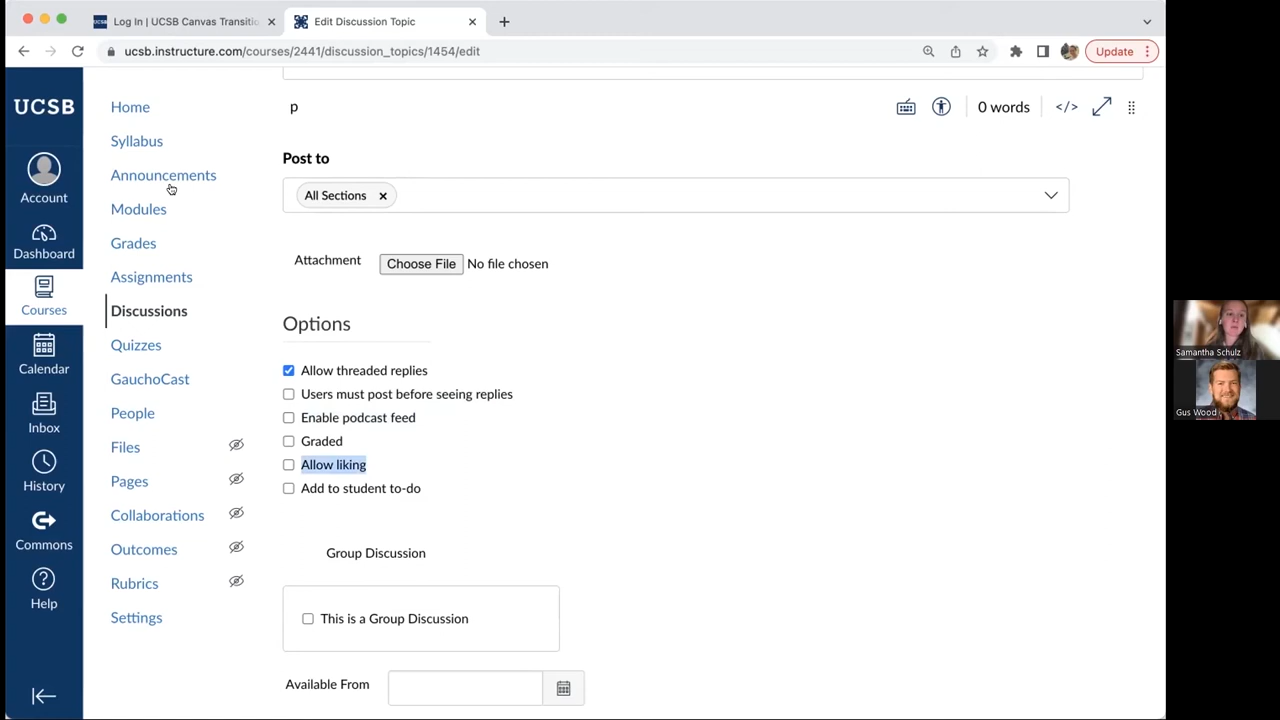 Log In | UCSB Canvas Transitio
Edit Discussion Topic
ucsb.instructure.com/courses/2441/discussion_topics/1454/edit
Update
UCSB
Account
Dashboard
Courses
Calendar
Inbox
History
Commons
Help
Home
Syllabus
Announcements
Modules
Grades
Assignments
Discussions
Quizzes
GauchoCast
People
Files
Pages
Collaborations
Outcomes
Rubrics
Settings
p
0 words
</>
Post to
All Sections
Attachment Choose File No file chosen
Options
Allow threaded replies
Users must post before seeing replies
Enable podcast feed
Graded
Allow liking
Add to student to-do
Group Discussion
This is a Group Discussion
Available From
Samantha Schulz
Gus Wood